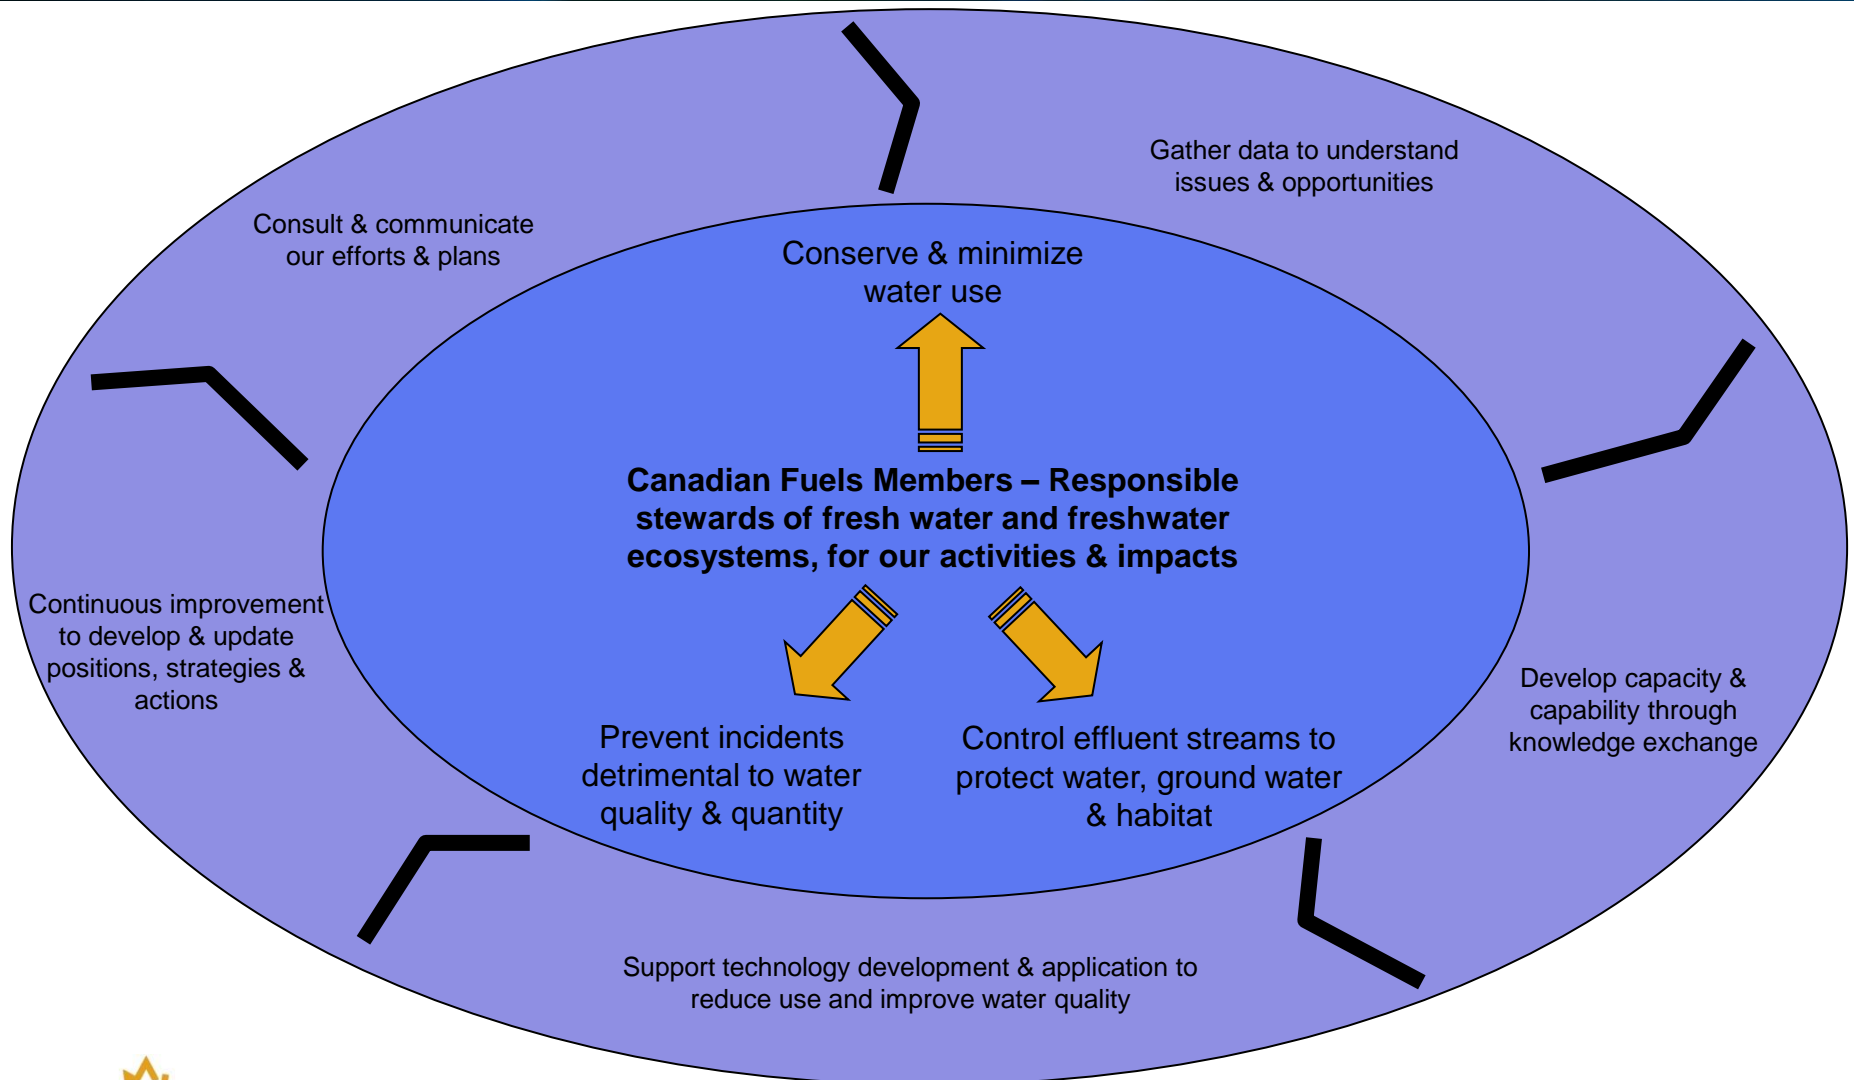 Gather data to understand
issues & opportunities
Consult & communicate
our efforts & plans
Conserve & minimize
water use
Canadian Fuels Members – Responsible
stewards of fresh water and freshwater
ecosystems, for our activities & impacts
Continuous improvement
to develop & update
positions, strategies &
actions
Develop capacity &
capability through
knowledge exchange
Prevent incidents
detrimental to water
quality & quantity
Control effluent streams to
protect water, ground water
& habitat
Support technology development & application to
reduce use and improve water quality